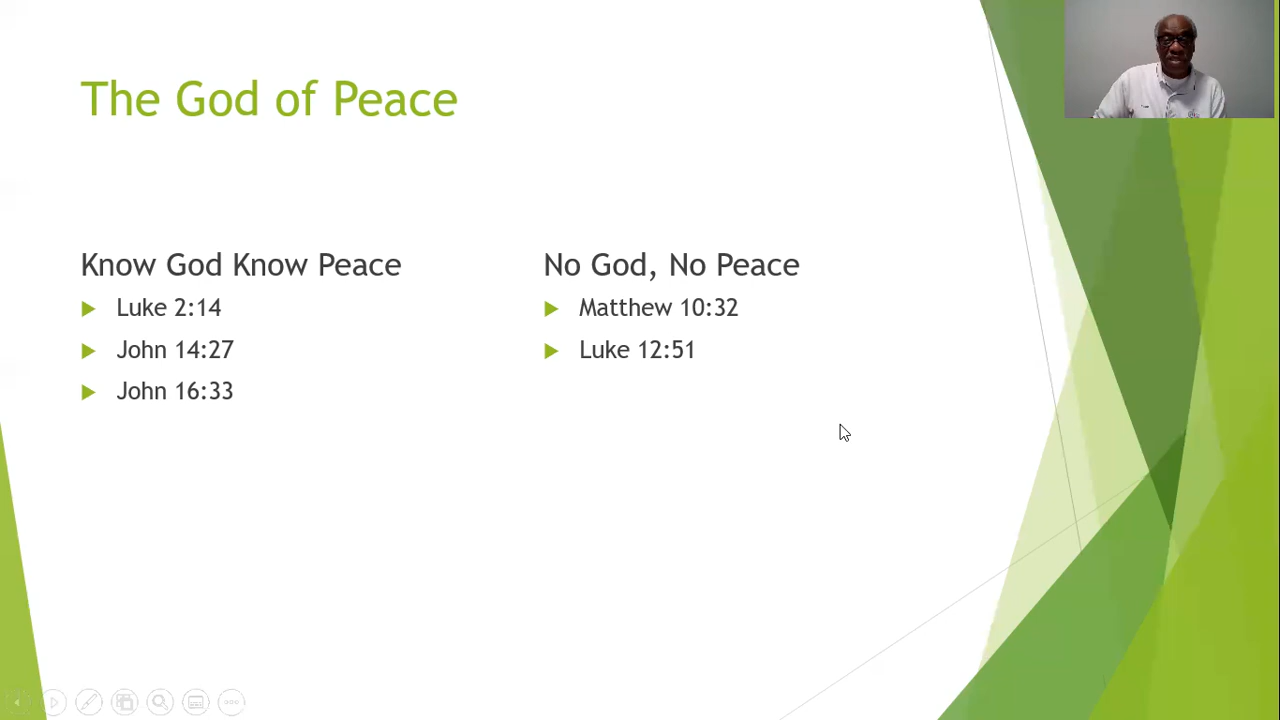 The God of Peace
Know God Know Peace
Luke 2:14
John 14:27
John 16:33
No God, No Peace
Matthew 10:32
Luke 12:51